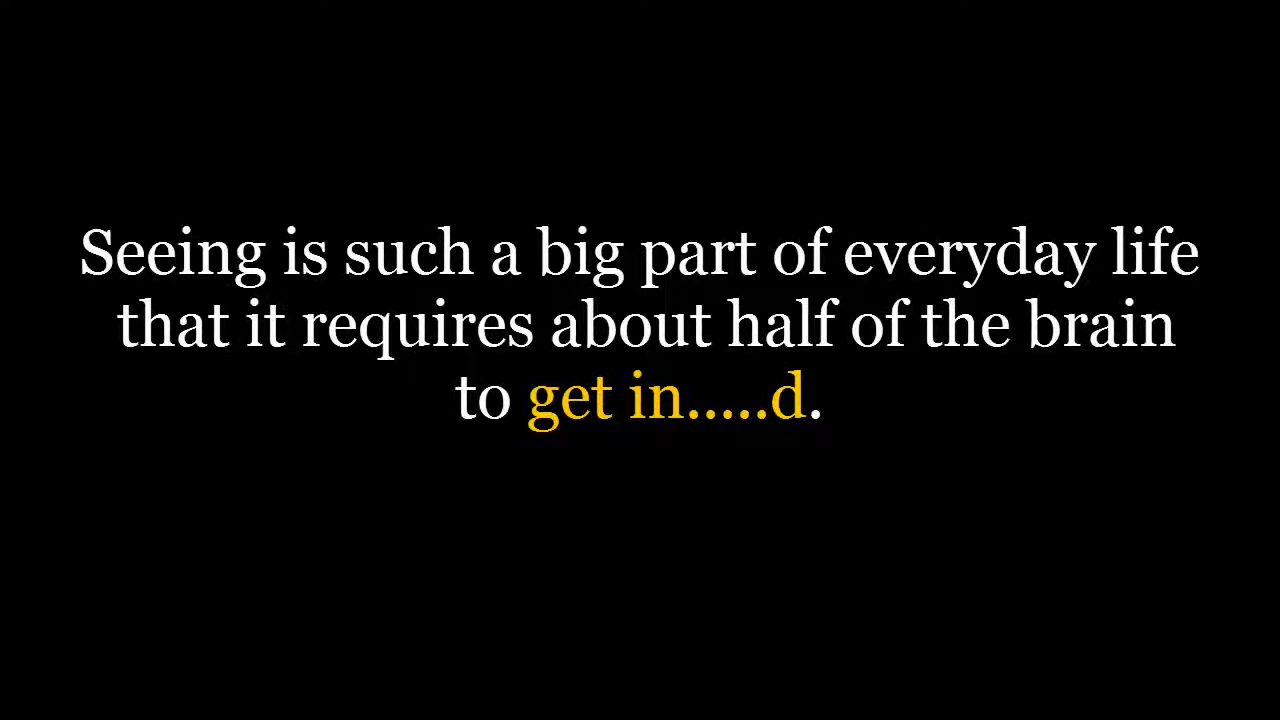 Seeing is such a big part of everyday life
that it requires about half of the brain
to get in.....d.